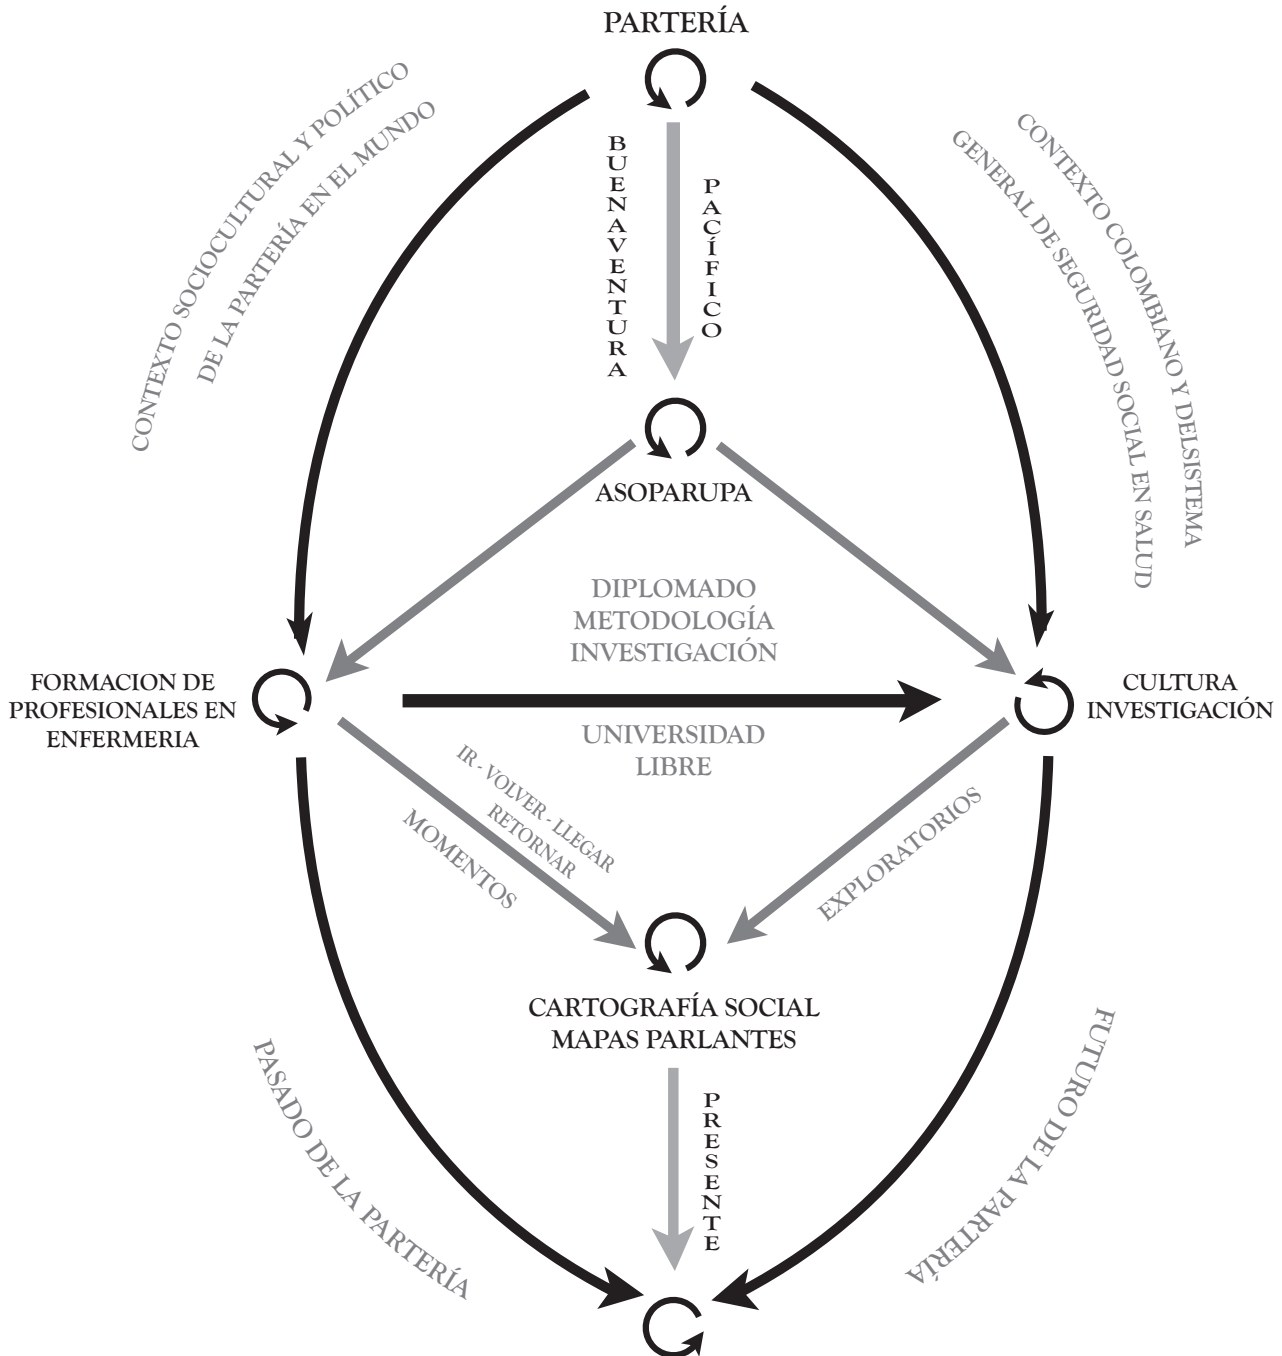 PARTERÍA
CONTEXTO SOCIOCULTURAL Y POLÍTICO
DE LA PARTERÍA EN EL MUNDO
BUENAVENTURA
PACÍFICO
CONTEXTO COLOMBIANO Y DELSISTEMA
GENERAL DE SEGURIDAD SOCIAL EN SALUD
ASOPARUPA
DIPLOMADO
METODOLOGÍA
INVESTIGACIÓN
FORMACION DE
PROFESIONALES EN
ENFERMERIA
CULTURA
INVESTIGACIÓN
UNIVERSIDAD
LIBRE
IR - VOLVER - LLEGAR
RETORNAR
MOMENTOS
EXPLORATORIOS
CARTOGRAFÍA SOCIAL
MAPAS PARLANTES
PASADO DE LA PARTERÍA
PRESENTE
FUTURO DE LA PARTERÍA